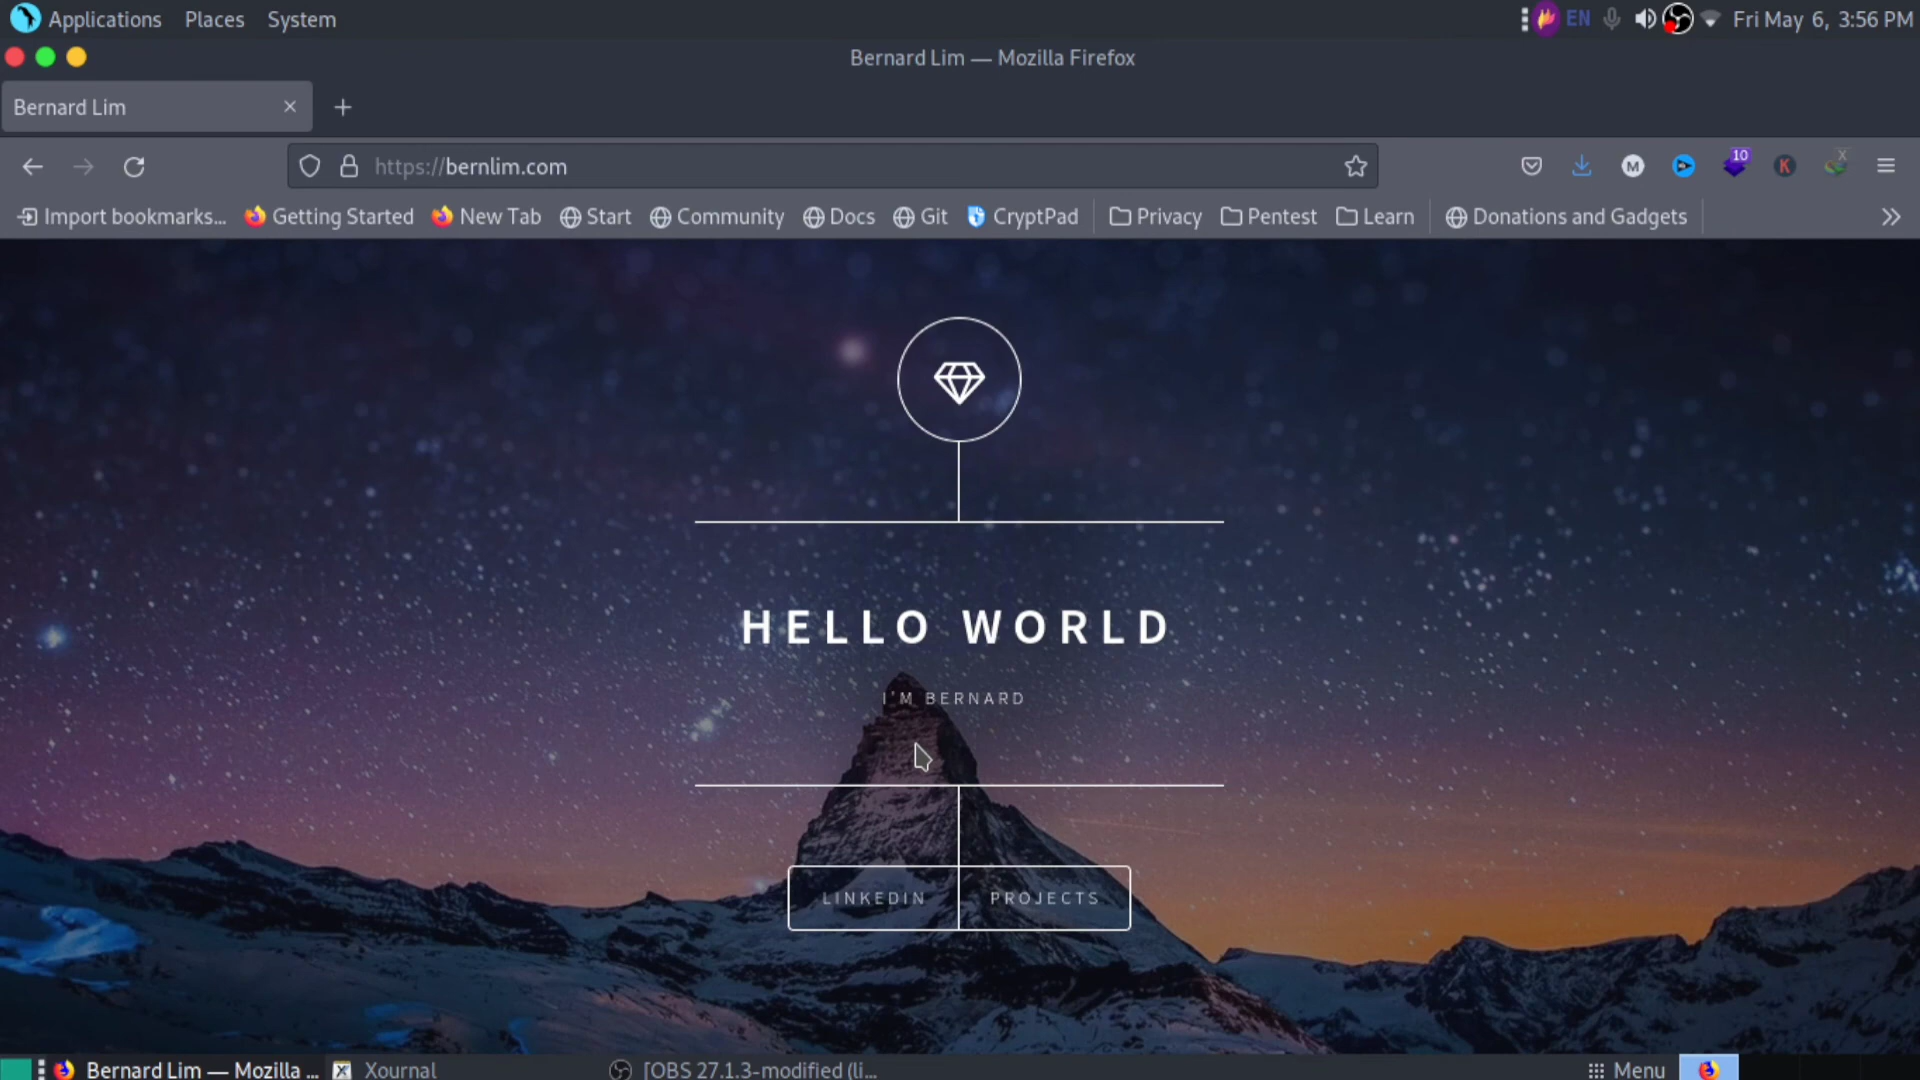 Applications Places System EN Fri May 6, 3:56 PM
Bernard Lim — Mozilla Firefox
Bernard Lim
https://bernlim.com M 10 K X
Import bookmarks... Getting Started New Tab Start Community Docs Git CryptPad Privacy Pentest Learn Donations and Gadgets
HELLO WORLD
I'M BERNARD
LINKEDIN PROJECTS
Bernard Lim — Mozilla ... Xournal [OBS 27.1.3-modified (li... Menu